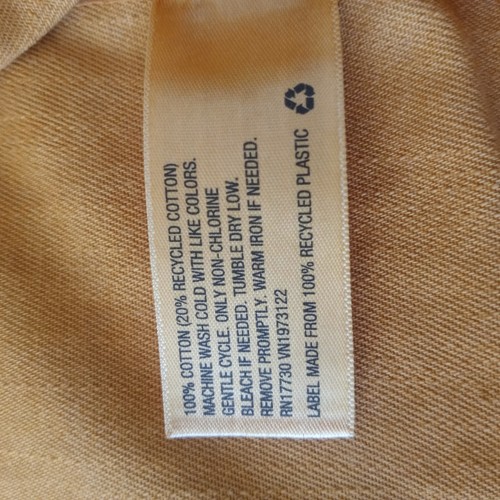 100% COTTON (20% RECYCLED COTTON)
MACHINE WASH COLD WITH LIKE COLORS.
GENTLE CYCLE. ONLY NON-CHLORINE
BLEACH IF NEEDED. TUMBLE DRY LOW.
REMOVE PROMPTLY. WARM IRON IF NEEDED.
RN17730 VN1973122
LABEL MADE FROM 100% RECYCLED PLASTIC